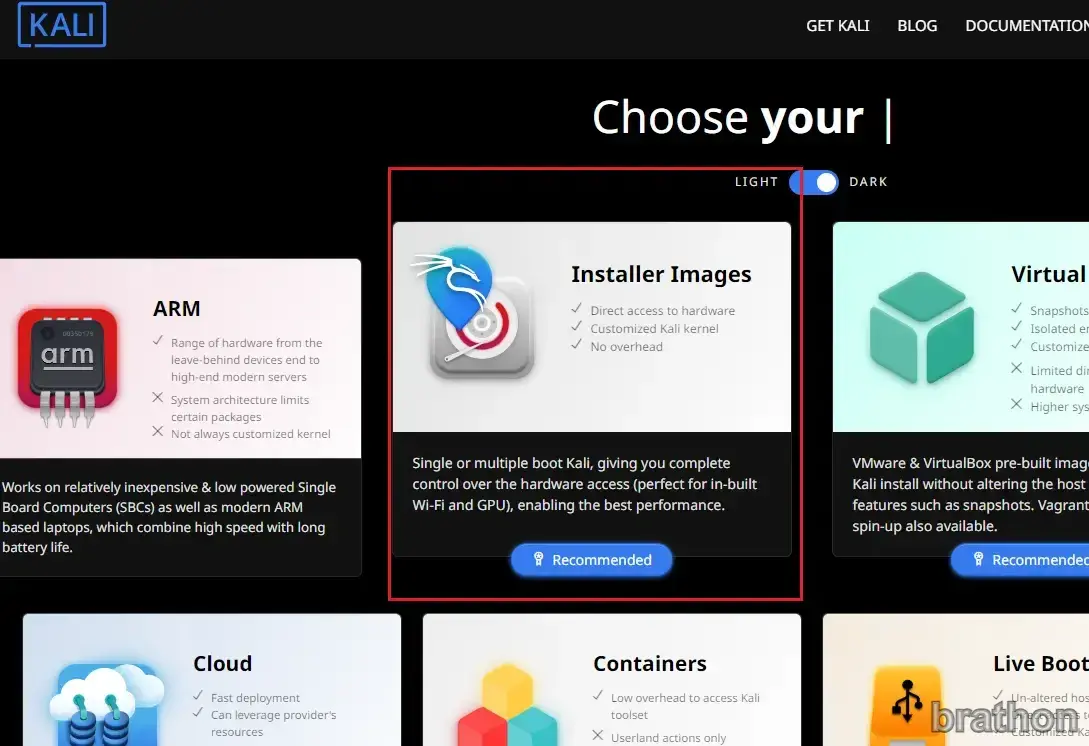 KALI
GET KALI
BLOG
DOCUMENTATION
Choose your |
LIGHT
DARK
ARM
Range of hardware from the
leave-behind devices end to
high-end modern servers
System architecture limits
certain packages
Not always customized kernel
arm
Works on relatively inexpensive & low powered Single
Board Computers (SBCs) as well as modern ARM
based laptops, which combine high speed with long
battery life.
Installer Images
Direct access to hardware
Customized Kali kernel
No overhead
Single or multiple boot Kali, giving you complete
control over the hardware access (perfect for in-built
Wi-Fi and GPU), enabling the best performance.
Recommended
Virtual
Snapshots
Isolated
Customize
Limited
hardware
Higher
VMware & VirtualBox pre-built
Kali install without altering the host
features such as snapshots. Vagrant
spin-up also available.
Recommended
Cloud
Fast deployment
Can leverage provider's
resources
Containers
Low overhead to access Kali
toolset
Userland actions only
Live Boot
Un-altered
brathon